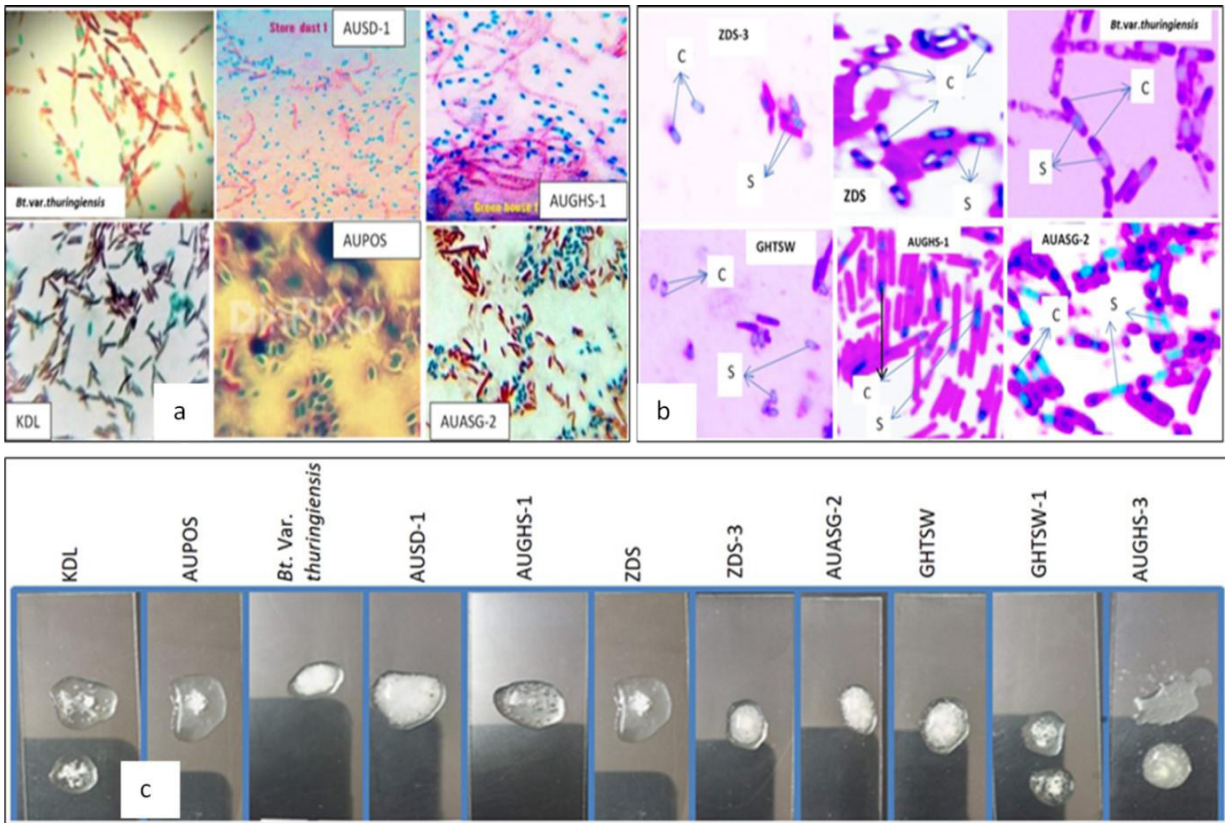 Bt.var.thuringiensis
Store dust 1
AUSD-1
AUGHS-1
Green house 1
KDL
a
AUPOS
AUASG-2
ZDS-3
C
S
C
ZDS
S
Bt.var.thuringiensis
C
S
GHTSW
C
S
b
AUGHS-1
C
S
AUASG-2
C
S
KDL
AUPOS
Bt. Var.
thuringiensis
AUSD-1
AUGHS-1
ZDS
ZDS-3
AUASG-2
GHTSW
GHTSW-1
AUGHS-3
c